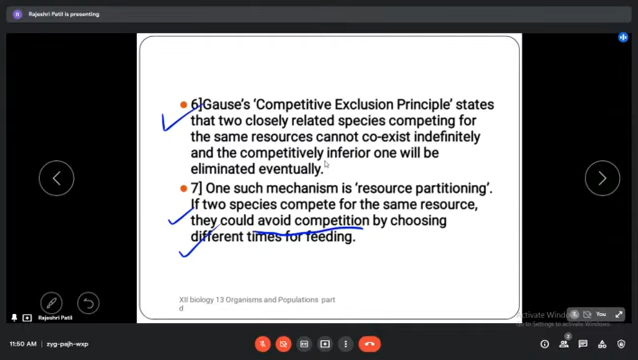 R Rajeshri Patil is presenting
6]Gause's 'Competitive Exclusion Principle' states
that two closely related species competing for
the same resources cannot co-exist indefinitely
and the competitively inferior one will be
eliminated eventually.
7] One such mechanism is 'resource partitioning'.
If two species compete for the same resource,
they could avoid competition by choosing
different times for feeding.
XII biology 13 Organisms and Populations part
d
Rajeshri Patil
You
Activate Windows
Go to Settings to activate Windows.
11:50 AM | zyg-pajh-wxp